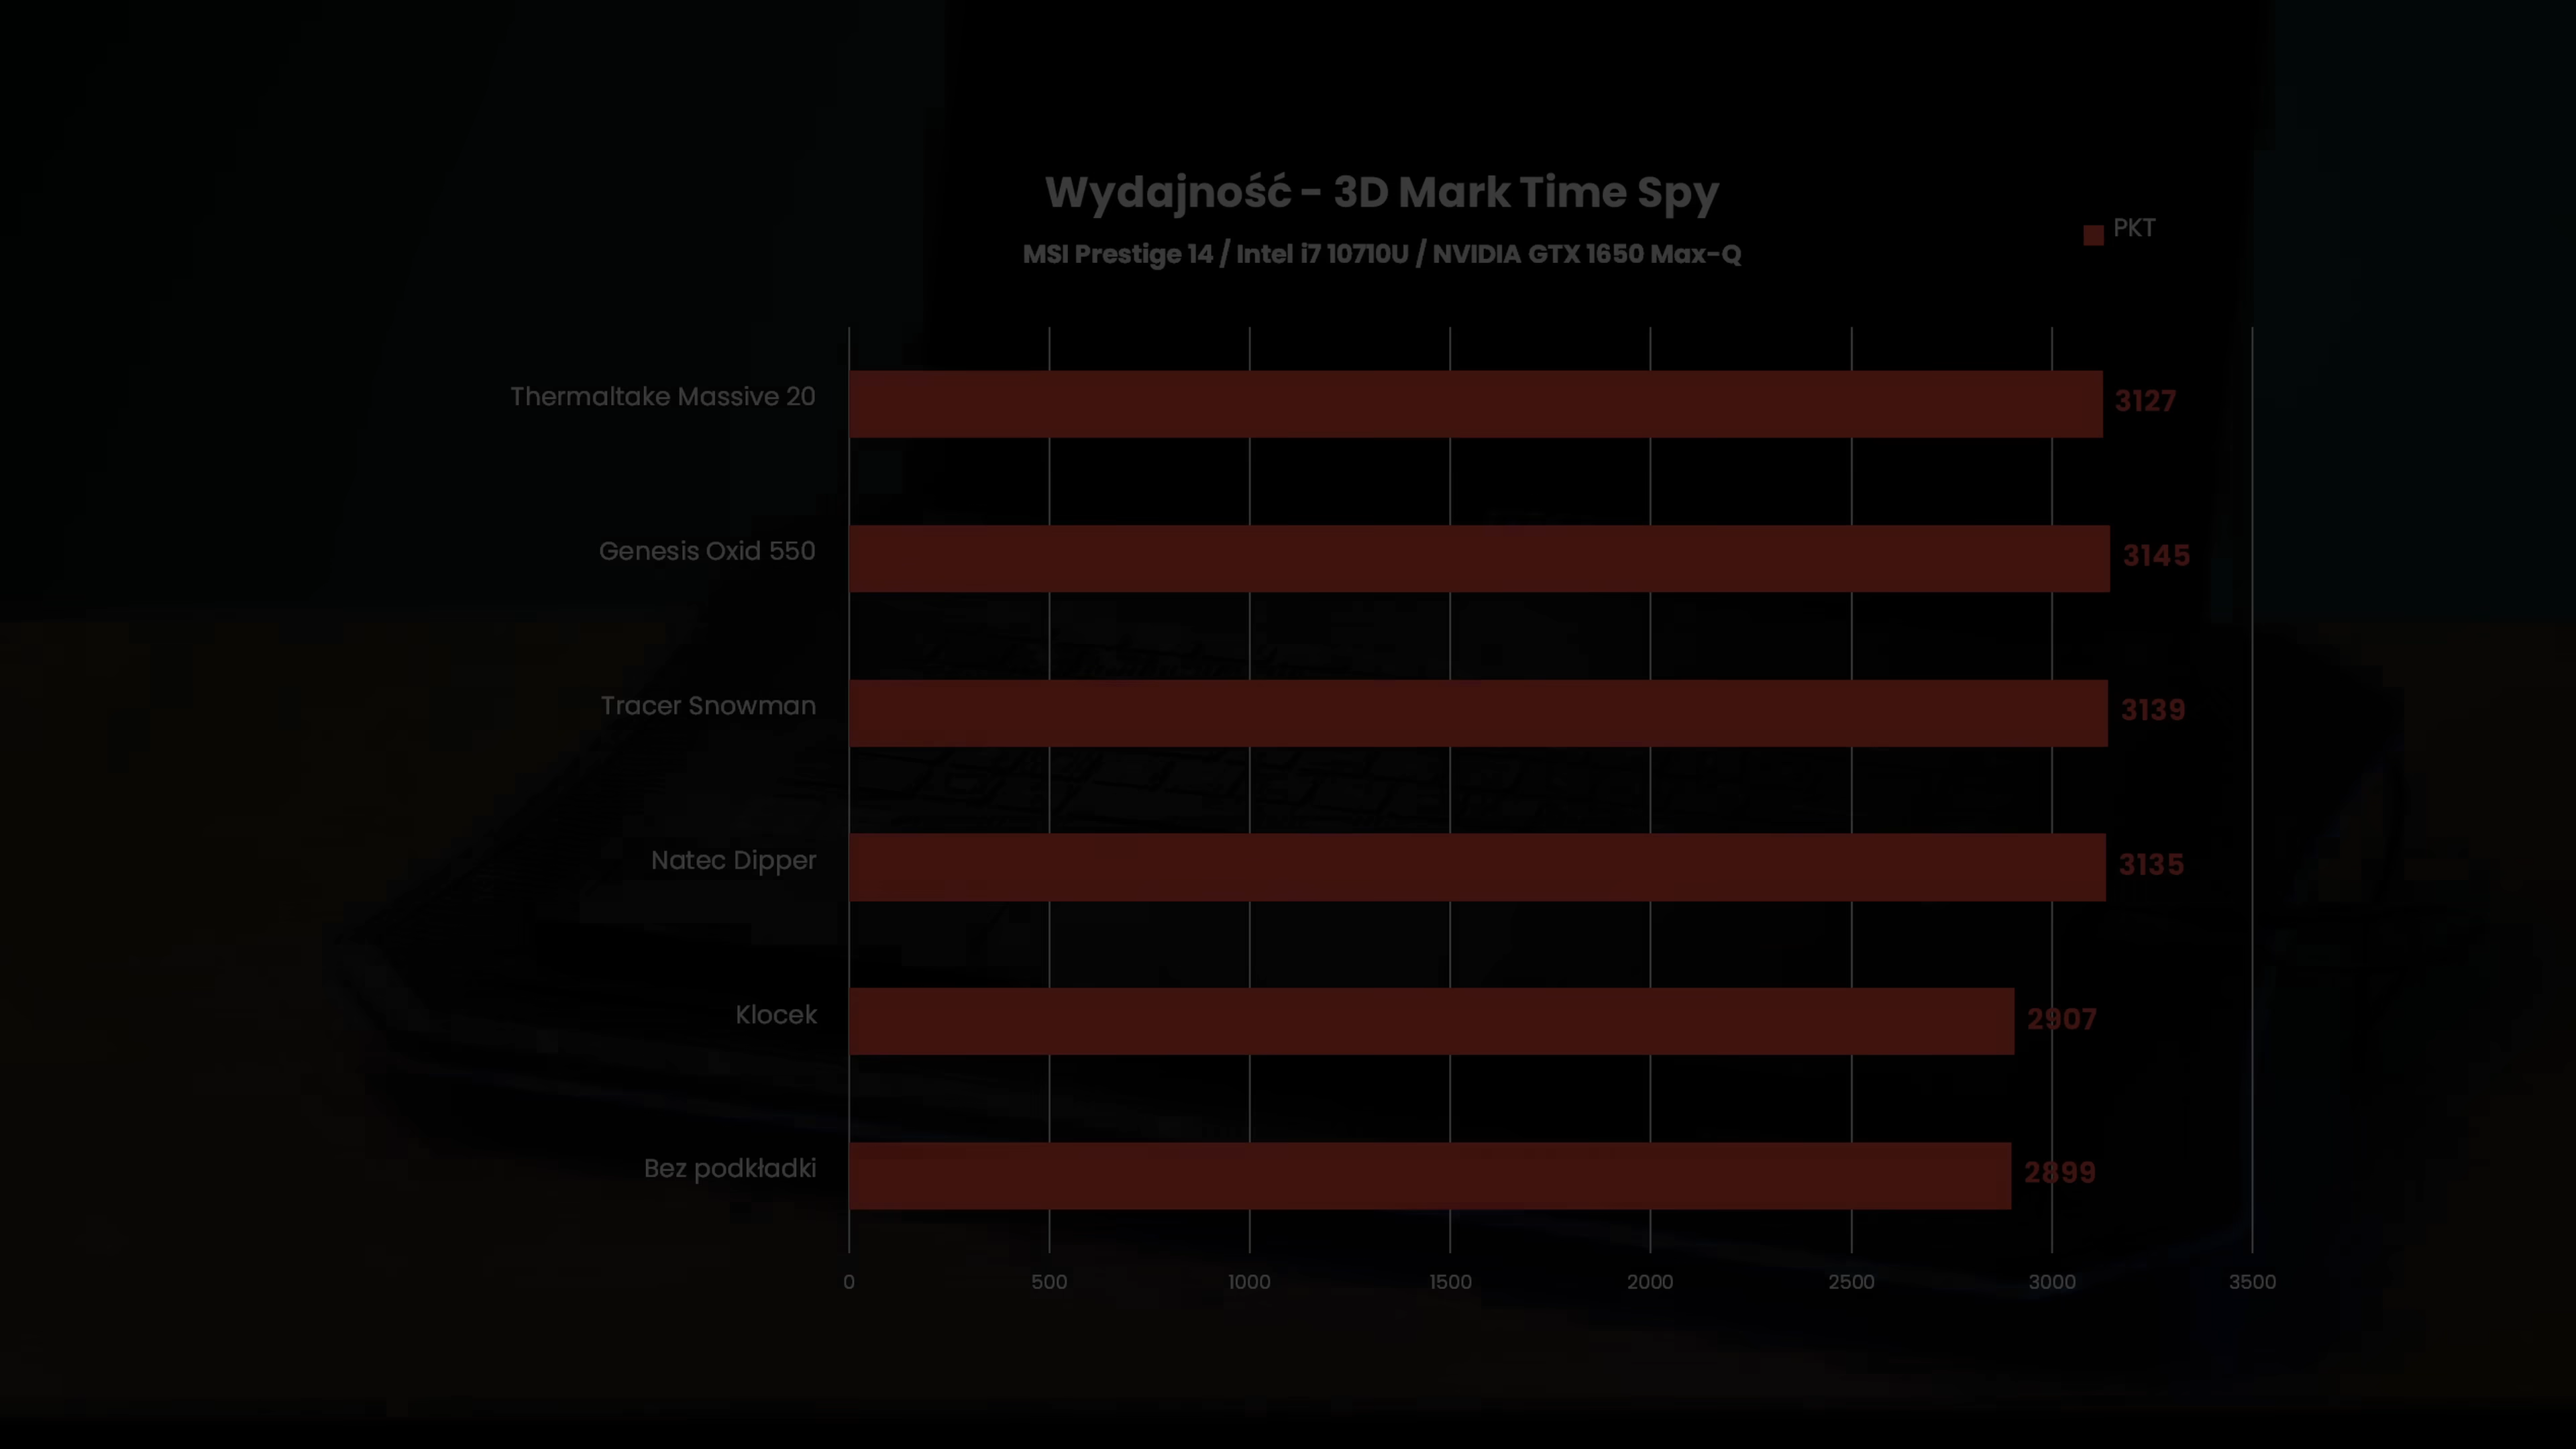 Wydajność - 3D Mark Time Spy
MSI Prestige 14 / Intel i7 10710U / NVIDIA GTX 1650 Max-Q
PKT
Thermaltake Massive 20 3127
Genesis Oxid 550 3145
Tracer Snowman 3139
Natec Dipper 3135
Klocek 2907
Bez podkładki 2899
0 500 1000 1500 2000 2500 3000 3500